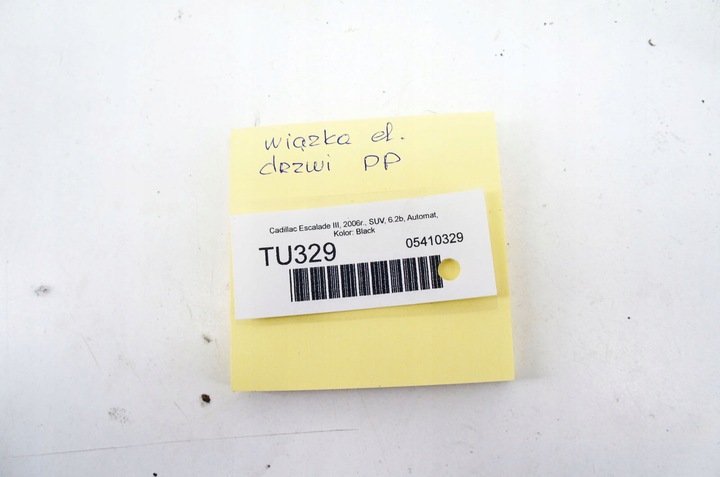 wiązka el.
drzwi PP
Cadillac Escalade III, 2006r., SUV, 6.2b, Automat,
Kolor: Black
TU329 05410329